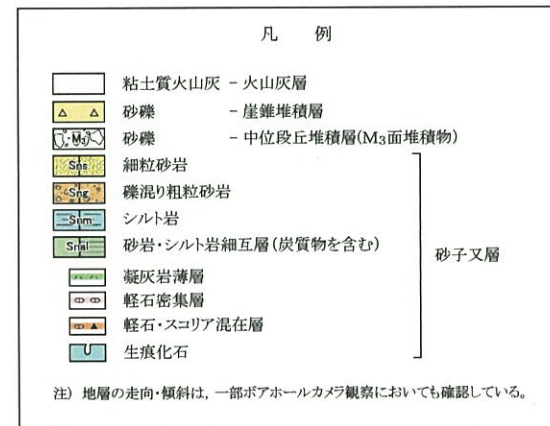 凡 例
粘土質火山灰 - 火山灰層
砂礫 - 崖錐堆積層
M₃ 砂礫 - 中位段丘堆積層(M₃面堆積物)
Sns 細粒砂岩
Sng 礫混り粗粒砂岩
Snm シルト岩
Snal 砂岩・シルト岩細互層(炭質物を含む)
砂子又層
凝灰岩薄層
軽石密集層
軽石・スコリア混在層
生痕化石
注) 地層の走向・傾斜は,一部ボアホールカメラ観察においても確認している。